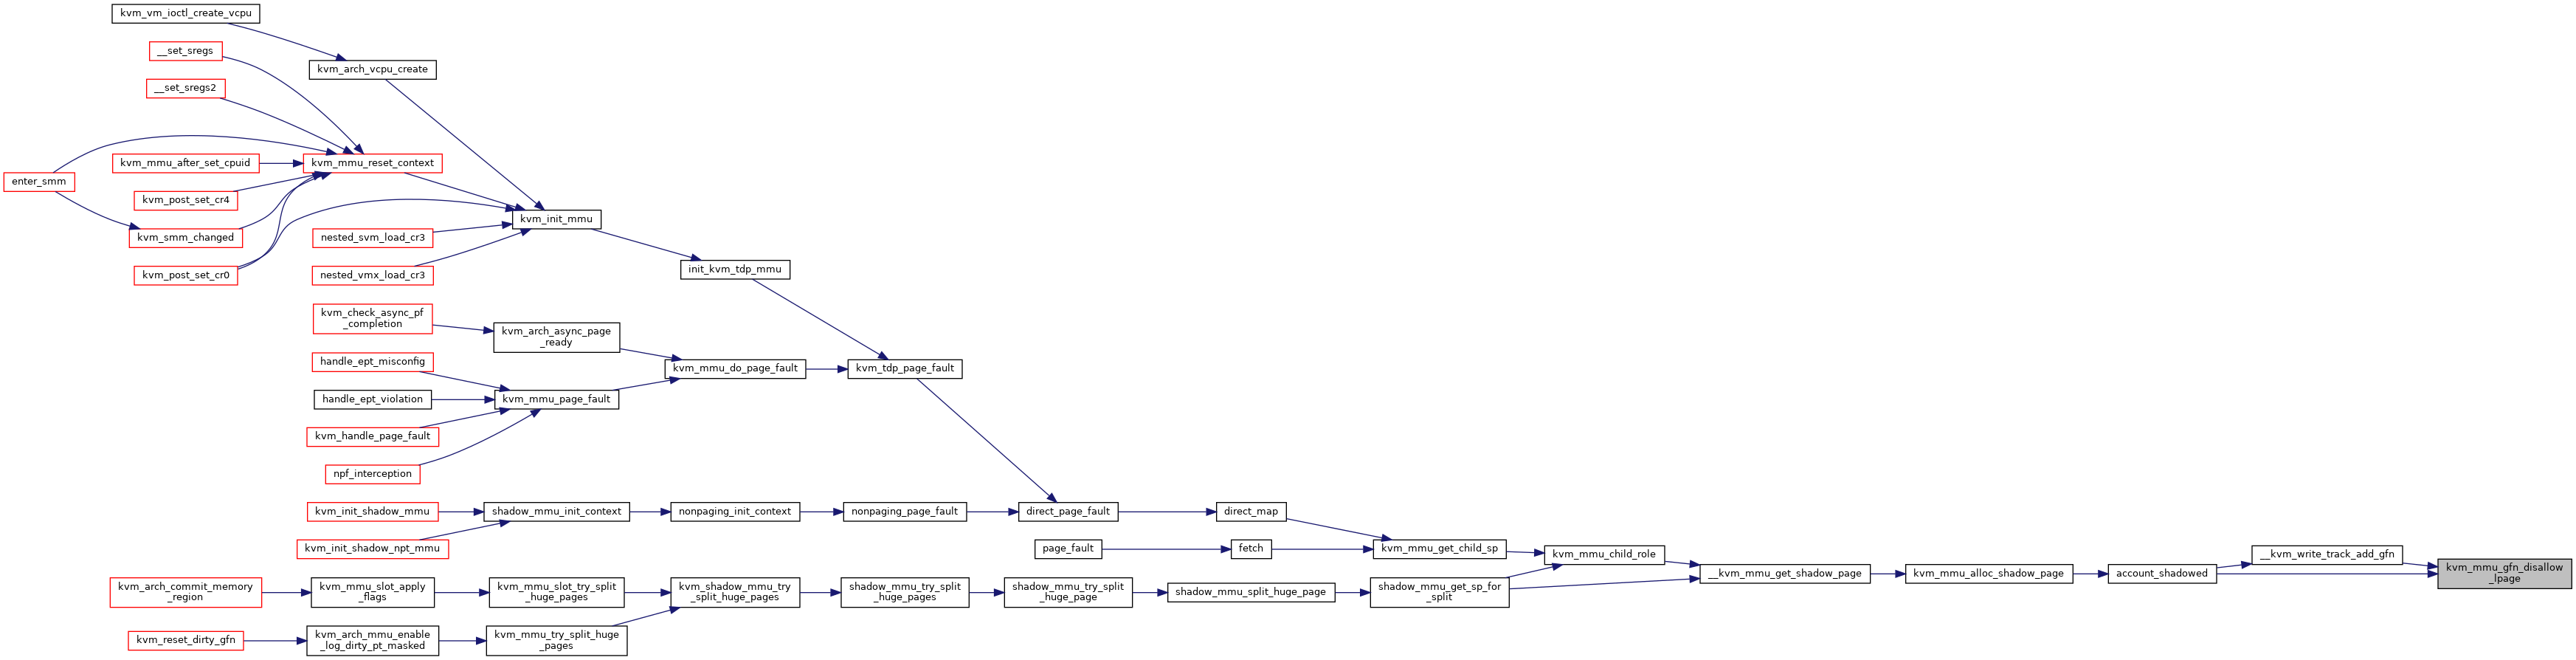 kvm_vm_ioctl_create_vcpu
__set_sregs
kvm_arch_vcpu_create
__set_sregs2
kvm_mmu_after_set_cpuid
kvm_mmu_reset_context
enter_smm
kvm_post_set_cr4
kvm_init_mmu
kvm_smm_changed
nested_svm_load_cr3
kvm_post_set_cr0
nested_vmx_load_cr3
init_kvm_tdp_mmu
kvm_check_async_pf
_completion
kvm_arch_async_page
_ready
handle_ept_misconfig
kvm_mmu_do_page_fault
kvm_tdp_page_fault
handle_ept_violation
kvm_mmu_page_fault
kvm_handle_page_fault
npf_interception
kvm_init_shadow_mmu
shadow_mmu_init_context
nonpaging_init_context
nonpaging_page_fault
direct_page_fault
direct_map
kvm_init_shadow_npt_mmu
page_fault
fetch
kvm_mmu_get_child_sp
kvm_mmu_child_role
__kvm_write_track_add_gfn
__kvm_mmu_get_shadow_page
kvm_mmu_alloc_shadow_page
account_shadowed
kvm_mmu_gfn_disallow
_lpage
kvm_arch_commit_memory
_region
kvm_mmu_slot_apply
_flags
kvm_mmu_slot_try_split
_huge_pages
kvm_shadow_mmu_try
_split_huge_pages
shadow_mmu_try_split
_huge_pages
shadow_mmu_try_split
_huge_page
shadow_mmu_split_huge_page
shadow_mmu_get_sp_for
_split
kvm_reset_dirty_gfn
kvm_arch_mmu_enable
_log_dirty_pt_masked
kvm_mmu_try_split_huge
_pages